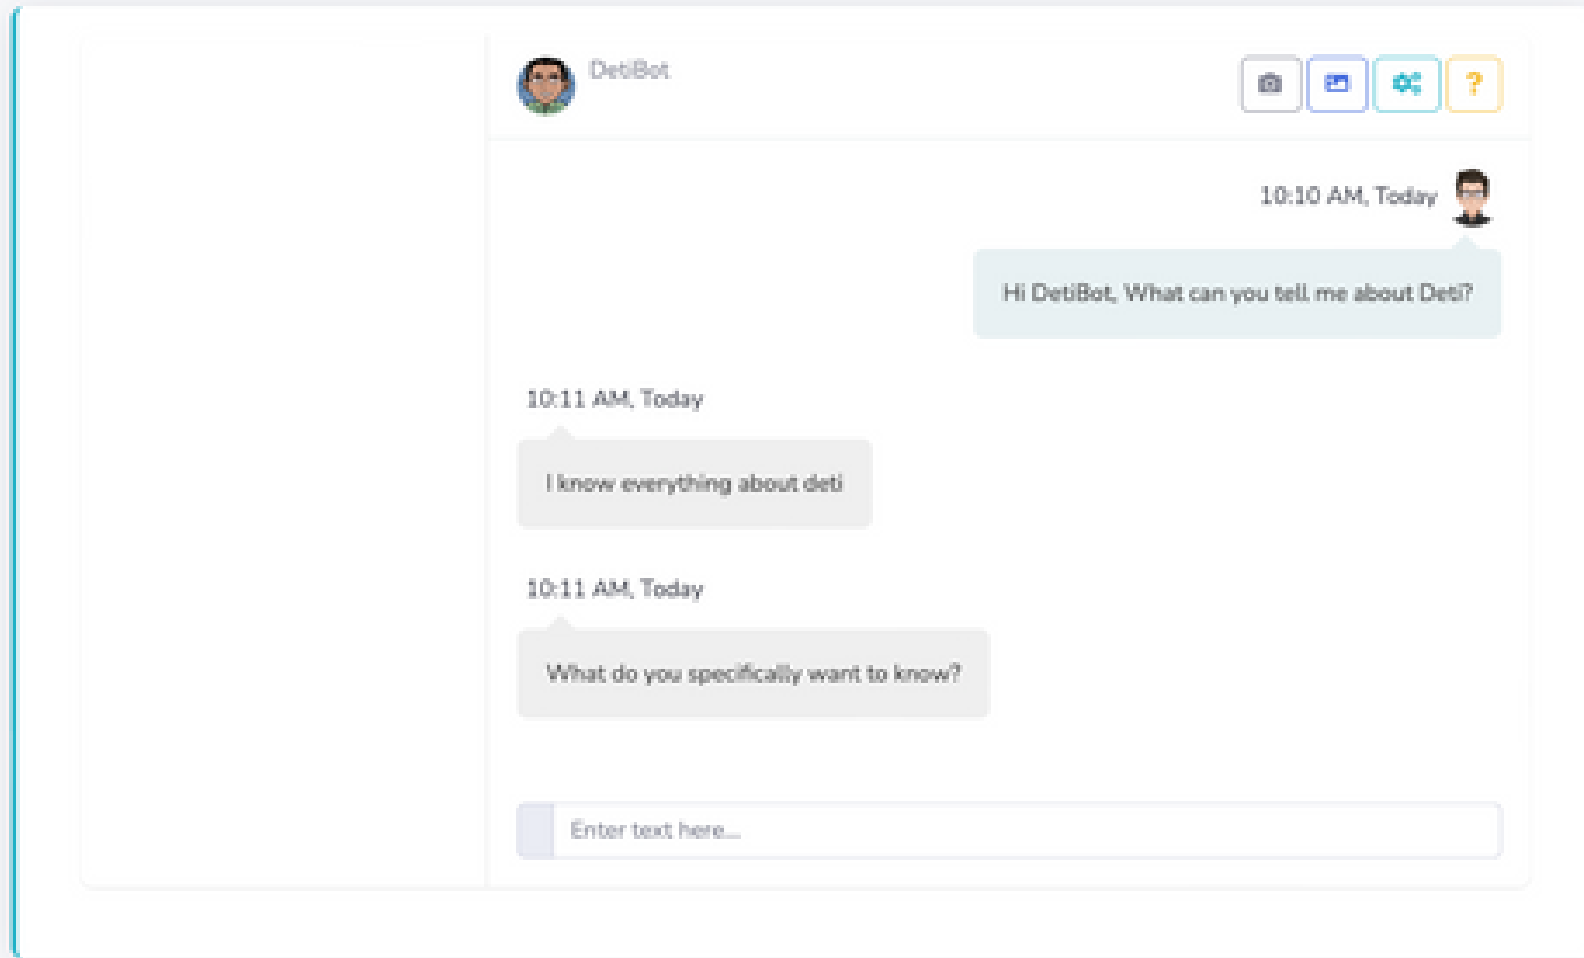 DetiBot
?
10:10 AM, Today
Hi DetiBot, What can you tell me about Deti?
10:11 AM, Today
I know everything about deti
10:11 AM, Today
What do you specifically want to know?
Enter text here...